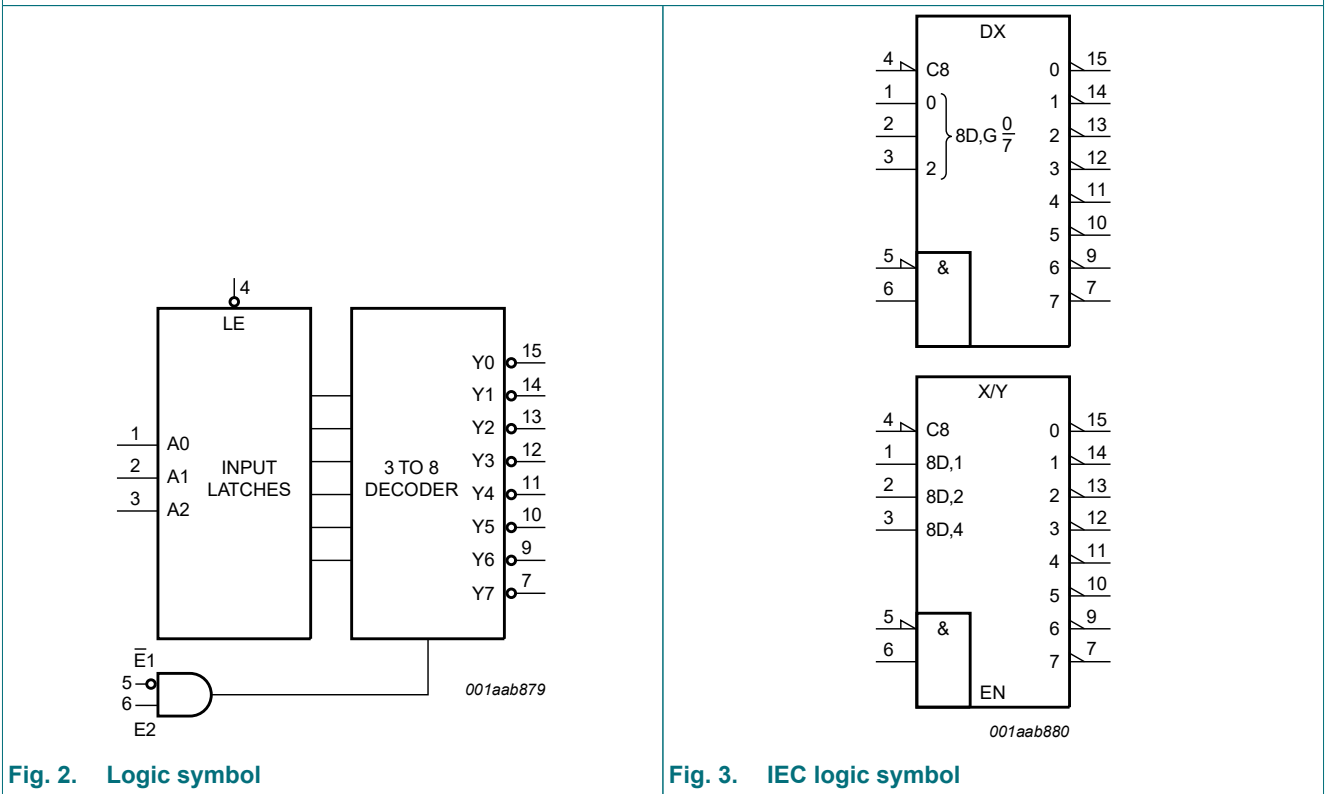 4
LE
1 A0
2 A1
3 A2
INPUT
LATCHES
3 TO 8
DECODER
Y0 15
Y1 14
Y2 13
Y3 12
Y4 11
Y5 10
Y6 9
Y7 7
E̅1
5
6
E2
001aab879
Fig. 2. Logic symbol
DX
4 C8
1 0
2
3 2
8D,G 0/7
5 &
6
0 15
1 14
2 13
3 12
4 11
5 10
6 9
7 7
X/Y
4 C8
1 8D,1
2 8D,2
3 8D,4
5 &
6
EN
0 15
1 14
2 13
3 12
4 11
5 10
6 9
7 7
001aab880
Fig. 3. IEC logic symbol